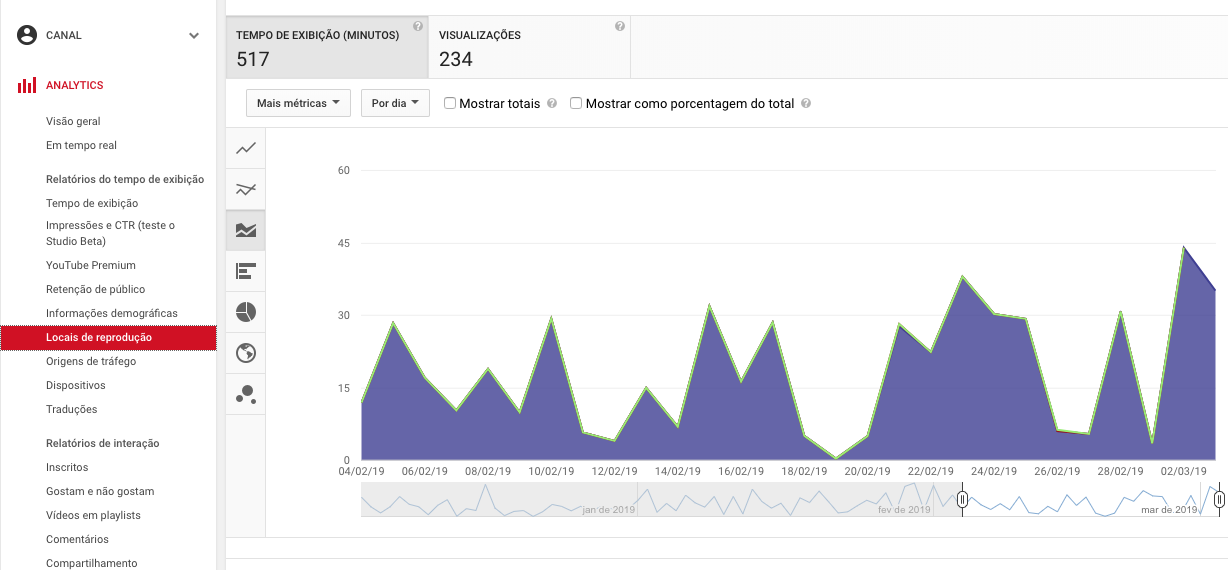 CANAL
ANALYTICS
Visão geral
Em tempo real
Relatórios do tempo de exibição
Tempo de exibição
Impressões e CTR (teste o
Studio Beta)
YouTube Premium
Retenção de público
Informações demográficas
Locais de reprodução
Origens de tráfego
Dispositivos
Traduções
Relatórios de interação
Inscritos
Gostam e não gostam
Vídeos em playlists
Comentários
Compartilhamento
TEMPO DE EXIBIÇÃO (MINUTOS) ?
517
VISUALIZAÇÕES ?
234
Mais métricas Por dia Mostrar totais ? Mostrar como porcentagem do total ?
60
45
30
15
0
04/02/19 06/02/19 08/02/19 10/02/19 12/02/19 14/02/19 16/02/19 18/02/19 20/02/19 22/02/19 24/02/19 26/02/19 28/02/19 02/03/19
jan de 2019 fev de 2019 mar de 2019